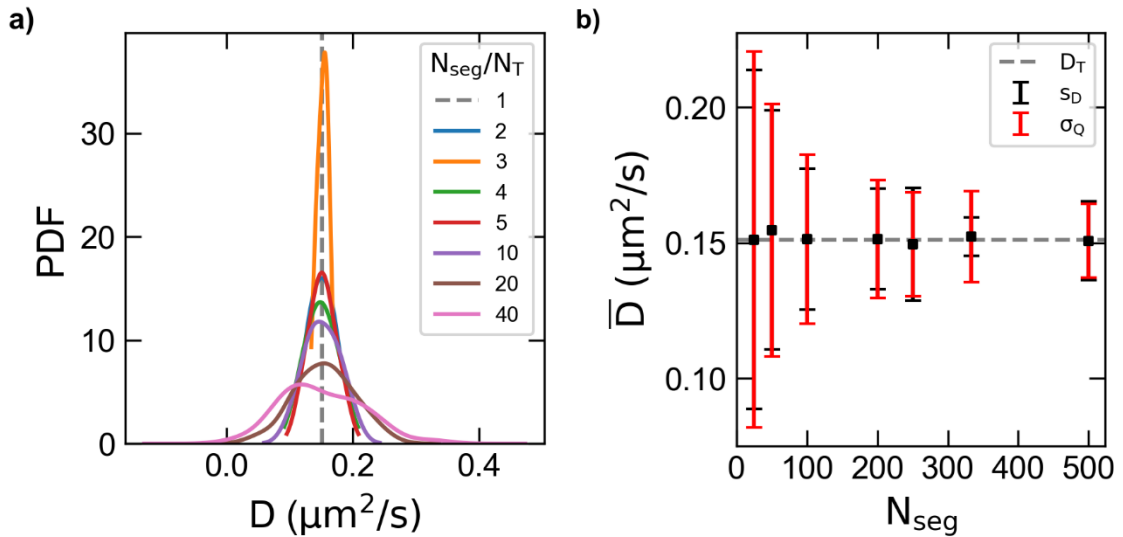 a)
PDF
30
20
10
0
0.0
0.2
0.4
D (μm²/s)
N_seg/N_T
1
2
3
4
5
10
20
40
b)
D̅ (μm²/s)
0.20
0.15
0.10
0
100
200
300
400
500
N_seg
D_T
s_D
σ_Q